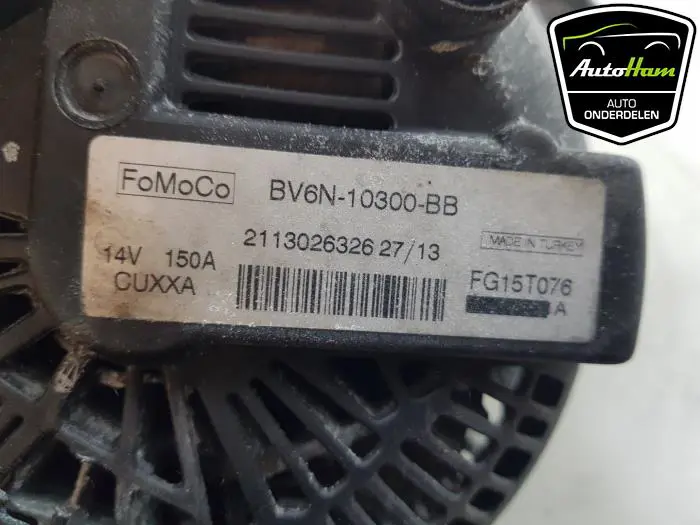 AutoHam
AUTO
ONDERDELEN
FoMoCo
BV6N-10300-BB
2113026326 27/13
MADE IN TURKEY
14V 150A
CUXXA
FG15T076
A